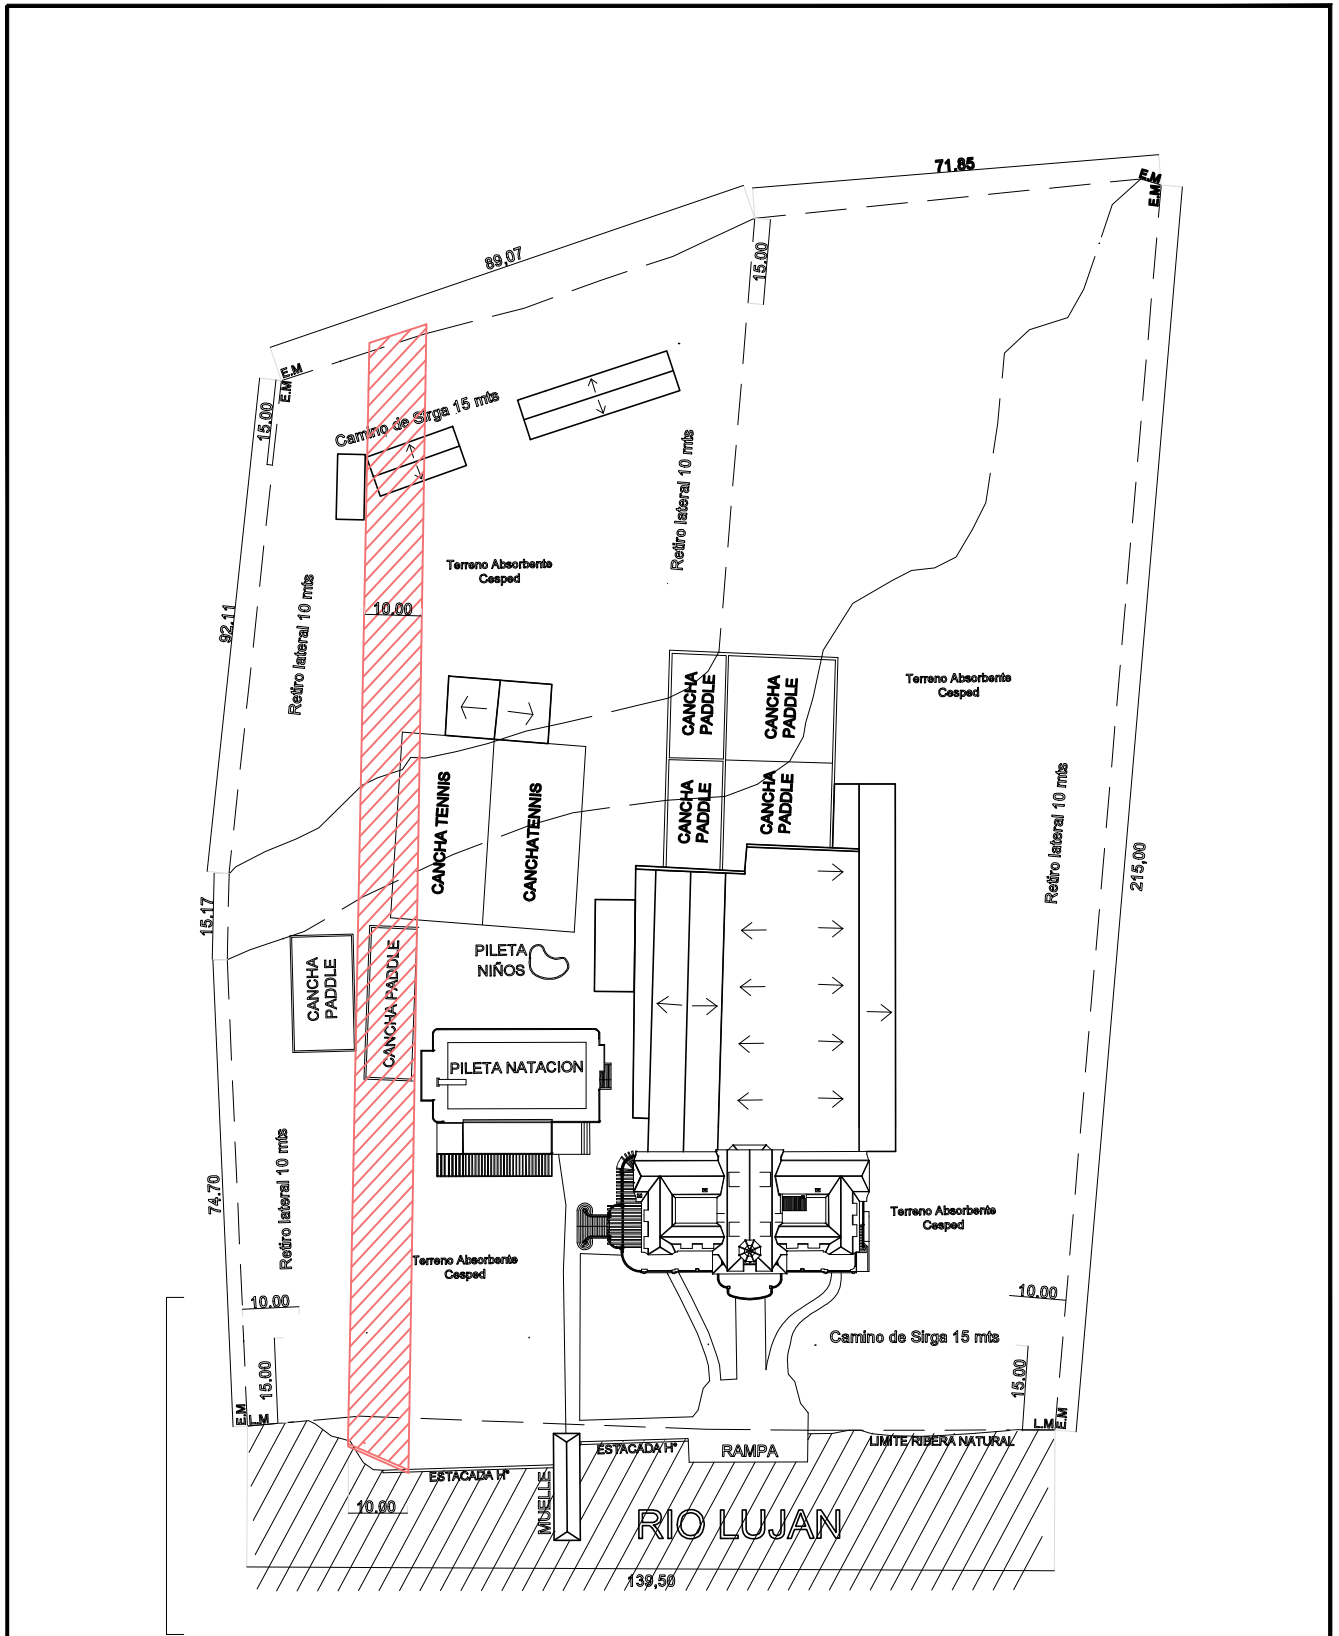 71.85
E.M
E.M
89,07
15.00
E.M
E.M
15.00
Camino de Sirga 15 mts
Retiro lateral 10 mts
Terreno Absorbente
Cesped
10.00
92.11
Retiro lateral 10 mts
Terreno Absorbente
Cesped
CANCHA
PADDLE
CANCHA
PADDLE
CANCHA TENNIS
CANCHATENNIS
CANCHA
PADDLE
CANCHA
PADDLE
Retiro lateral 10 mts
215,00
15.17
PILETA
NIÑOS
CANCHA
PADDLE
CANCHA PADDLE
PILETA NATACION
74.70
Retiro lateral 10 mts
Terreno Absorbente
Cesped
Terreno Absorbente
Cesped
10.00
10.00
Camino de Sirga 15 mts
15.00
15.00
E.M
L.M
L.M
E.M
ESTACADA Hº
ESTACADA Hº
RAMPA
LIMITE RIBERA NATURAL
10.00
MUELLE
RIO LUJAN
139,50